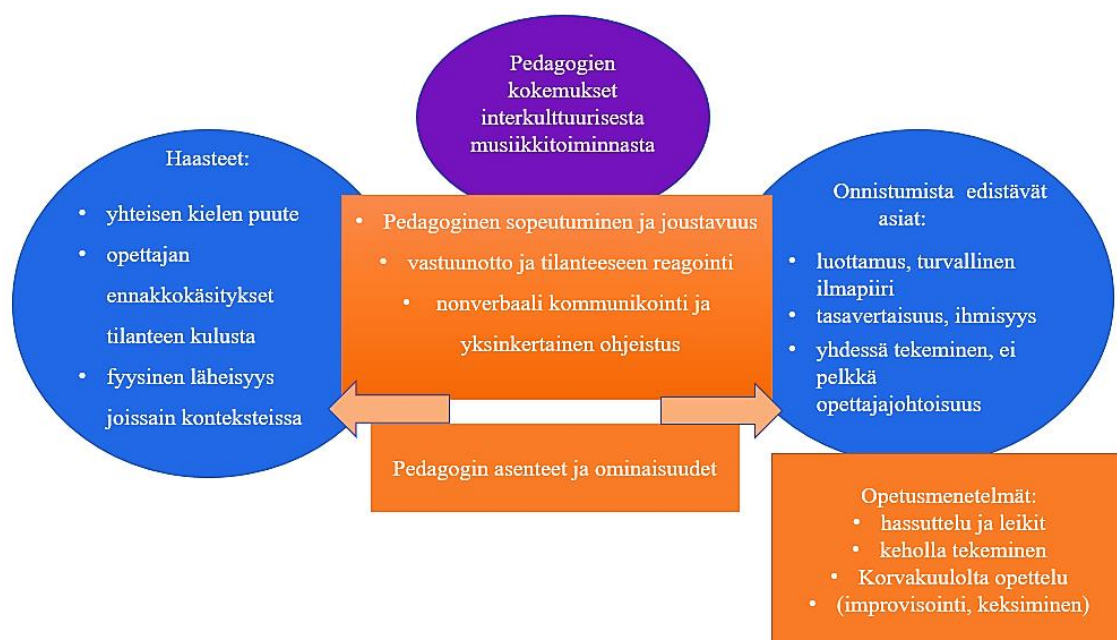 Pedagogien
kokemukset
interkulttuurisesta
musiikkitoiminnasta
Haasteet:
• yhteisen kielen puute
• opettajan
ennakkokäsitykset
tilanteen kulusta
• fyysinen läheisyys
joissain konteksteissa
• Pedagoginen sopeutuminen ja joustavuus
• vastuunotto ja tilanteeseen reagointi
• nonverbaali kommunikointi ja
yksinkertainen ohjeistus
Onnistumista edistävät
asiat:
• luottamus, turvallinen
ilmapiiri
• tasavertaisuus, ihmisyys
• yhdessä tekeminen, ei
pelkkä
opettajajohtoisuus
Pedagogin asenteet ja ominaisuudet
Opetusmenetelmät:
• hassuttelu ja leikit
• keholla tekeminen
• Korvakuulolta opettelu
• (improvisointi, keksiminen)